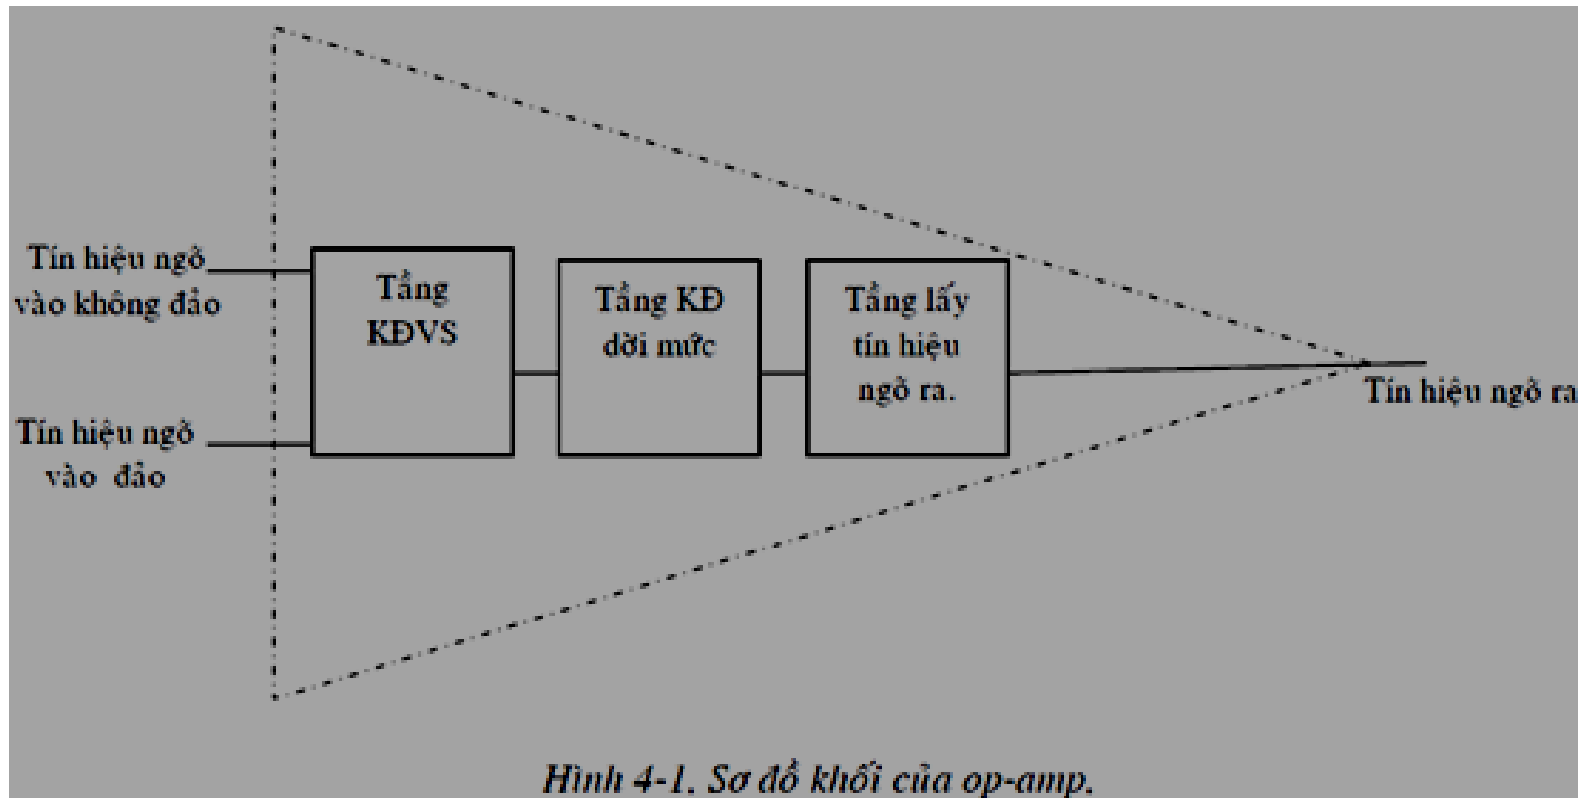 Tín hiệu ngõ
vào không đảo
Tín hiệu ngõ
vào đảo
Tầng
KĐVS
Tầng KĐ
dời mức
Tầng lấy
tín hiệu
ngõ ra.
Tín hiệu ngõ ra
Hình 4-1. Sơ đồ khối của op-amp.